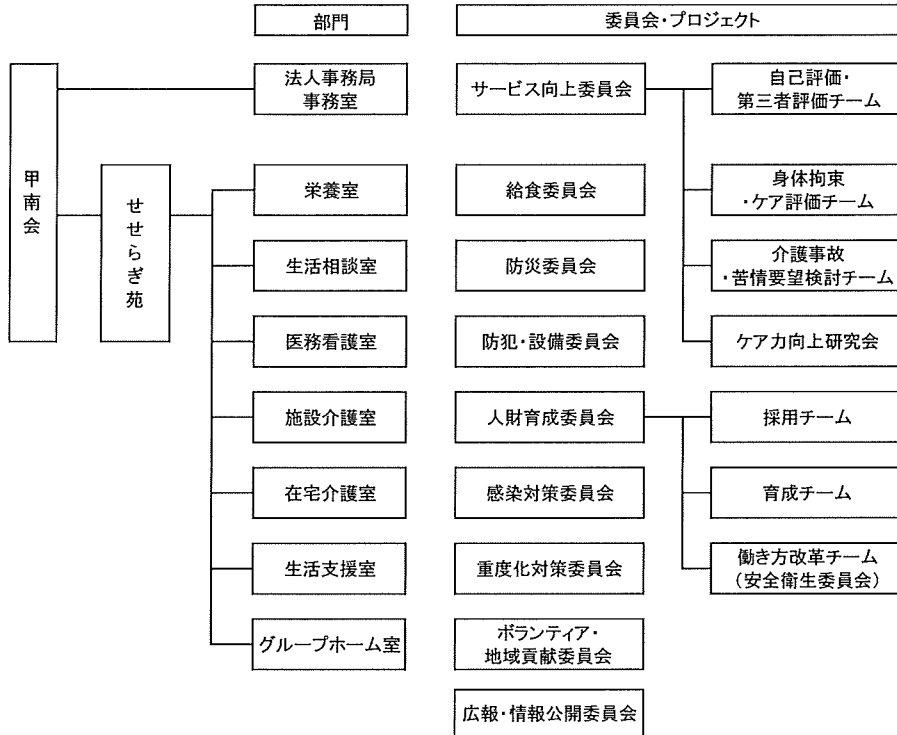 部門
委員会・プロジェクト
甲南会
せせらぎ苑
法人事務局
事務室
栄養室
生活相談室
医務看護室
施設介護室
在宅介護室
生活支援室
グループホーム室
サービス向上委員会
給食委員会
防災委員会
防犯・設備委員会
人財育成委員会
感染対策委員会
重度化対策委員会
ボランティア・
地域貢献委員会
広報・情報公開委員会
自己評価・
第三者評価チーム
身体拘束
・ケア評価チーム
介護事故
・苦情要望検討チーム
ケア力向上研究会
採用チーム
育成チーム
働き方改革チーム
（安全衛生委員会）